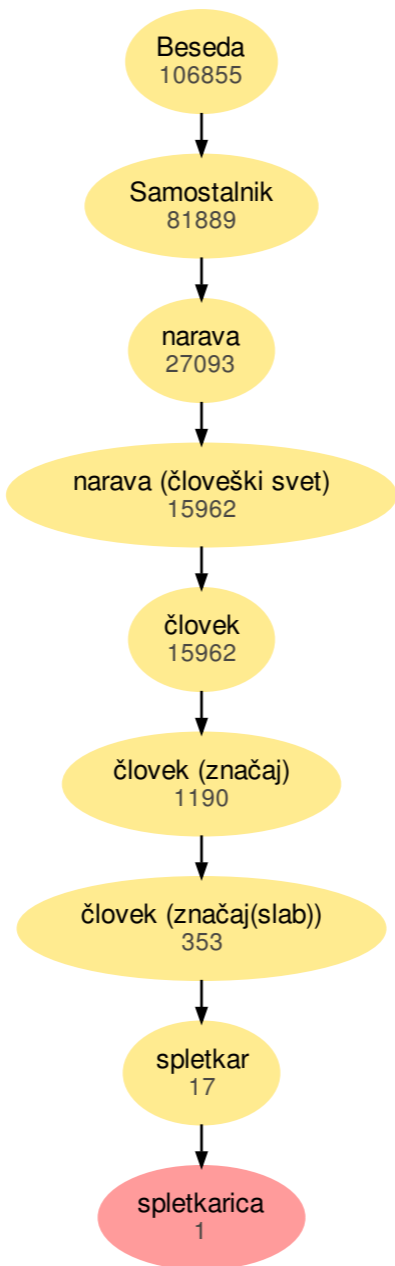 Beseda
106855
Samostalnik
81889
narava
27093
narava (človeški svet)
15962
človek
15962
človek (značaj)
1190
človek (značaj(slab))
353
spletkar
17
spletkarica
1